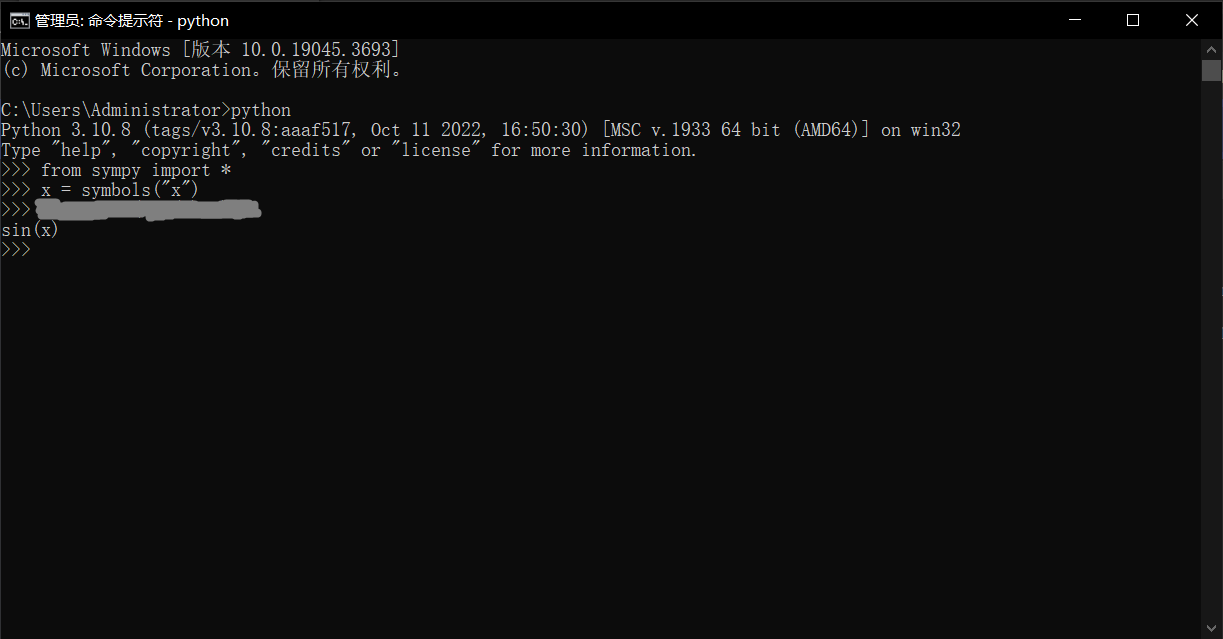 管理员: 命令提示符 - python
Microsoft Windows [版本 10.0.19045.3693]
(c) Microsoft Corporation。保留所有权利。
C:\Users\Administrator>python
Python 3.10.8 (tags/v3.10.8:aaaf517, Oct 11 2022, 16:50:30) [MSC v.1933 64 bit (AMD64)] on win32
Type "help", "copyright", "credits" or "license" for more information.
>>> from sympy import *
>>> x = symbols("x")
>>>
sin(x)
>>>